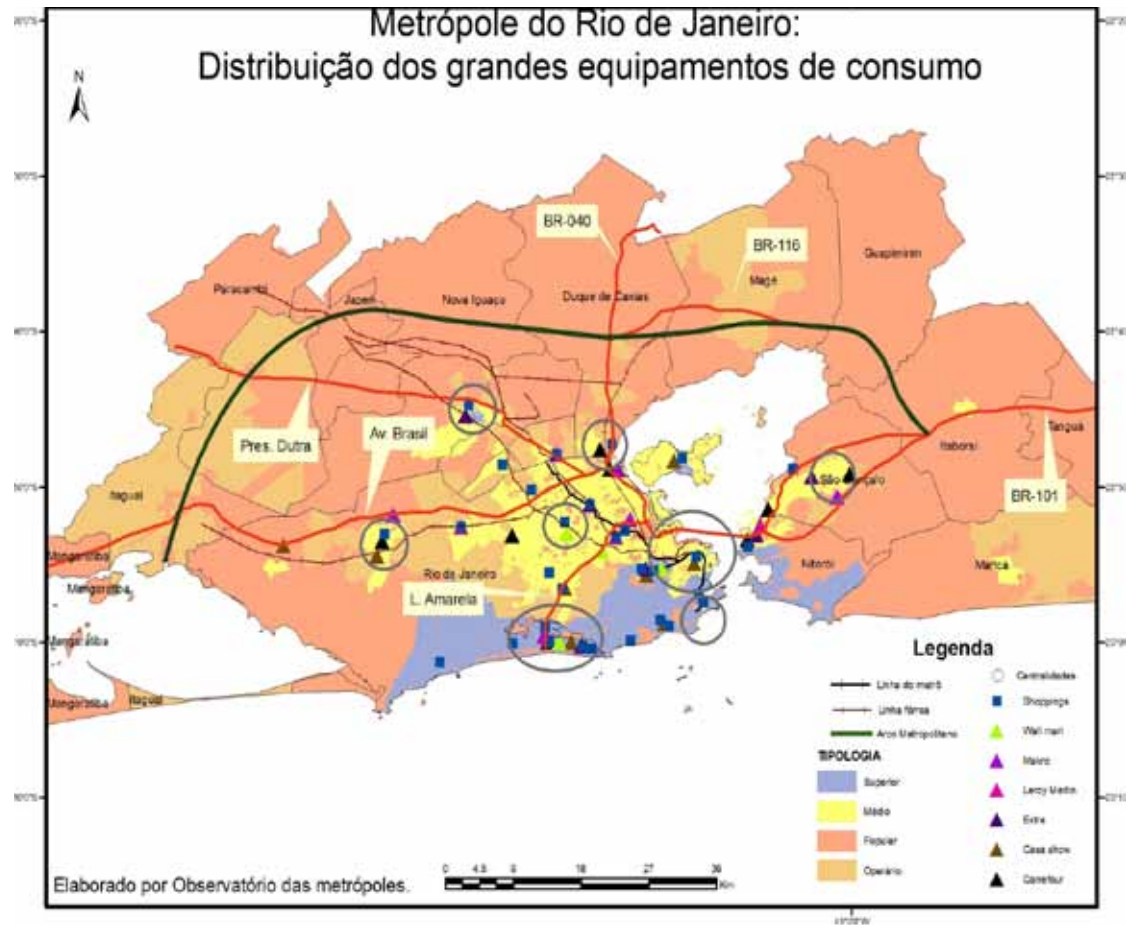 Metrópole do Rio de Janeiro:
Distribuição dos grandes equipamentos de consumo
N
BR-040
BR-116
Guapimirim
Magé
Paracambi
Japeri
Nova Iguaçu
Duque de Caxias
Pres. Dutra
Av. Brasil
Itaguaí
Itaboraí
Tanguá
São Gonçalo
BR-101
Mangaratiba
Mangaratiba
Rio de Janeiro
Niterói
Maricá
L. Amarela
Mangaratiba
Itaguaí
Mangaratiba
Legenda
Linha do metrô
Linha férrea
Arco Metropolitano
TIPOLOGIA
Superior
Médio
Popular
Operário
Centralidades
Shoppings
Wall mart
Makro
Leroy Merlin
Extra
Casa show
Carrefour
0 4,5 9 18 27 36
Km
Elaborado por Observatório das metrópoles.